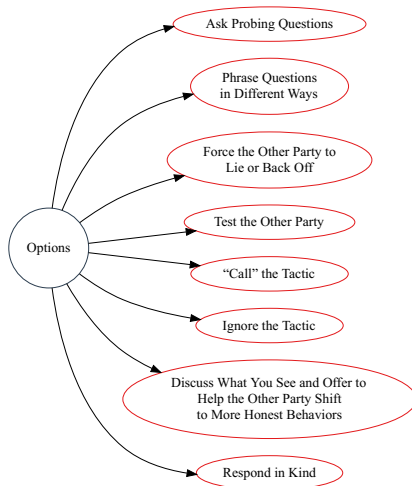 Ask Probing Questions
Phrase Questions
in Different Ways
Force the Other Party to
Lie or Back Off
Test the Other Party
Options
“Call” the Tactic
Ignore the Tactic
Discuss What You See and Offer to
Help the Other Party Shift
to More Honest Behaviors
Respond in Kind